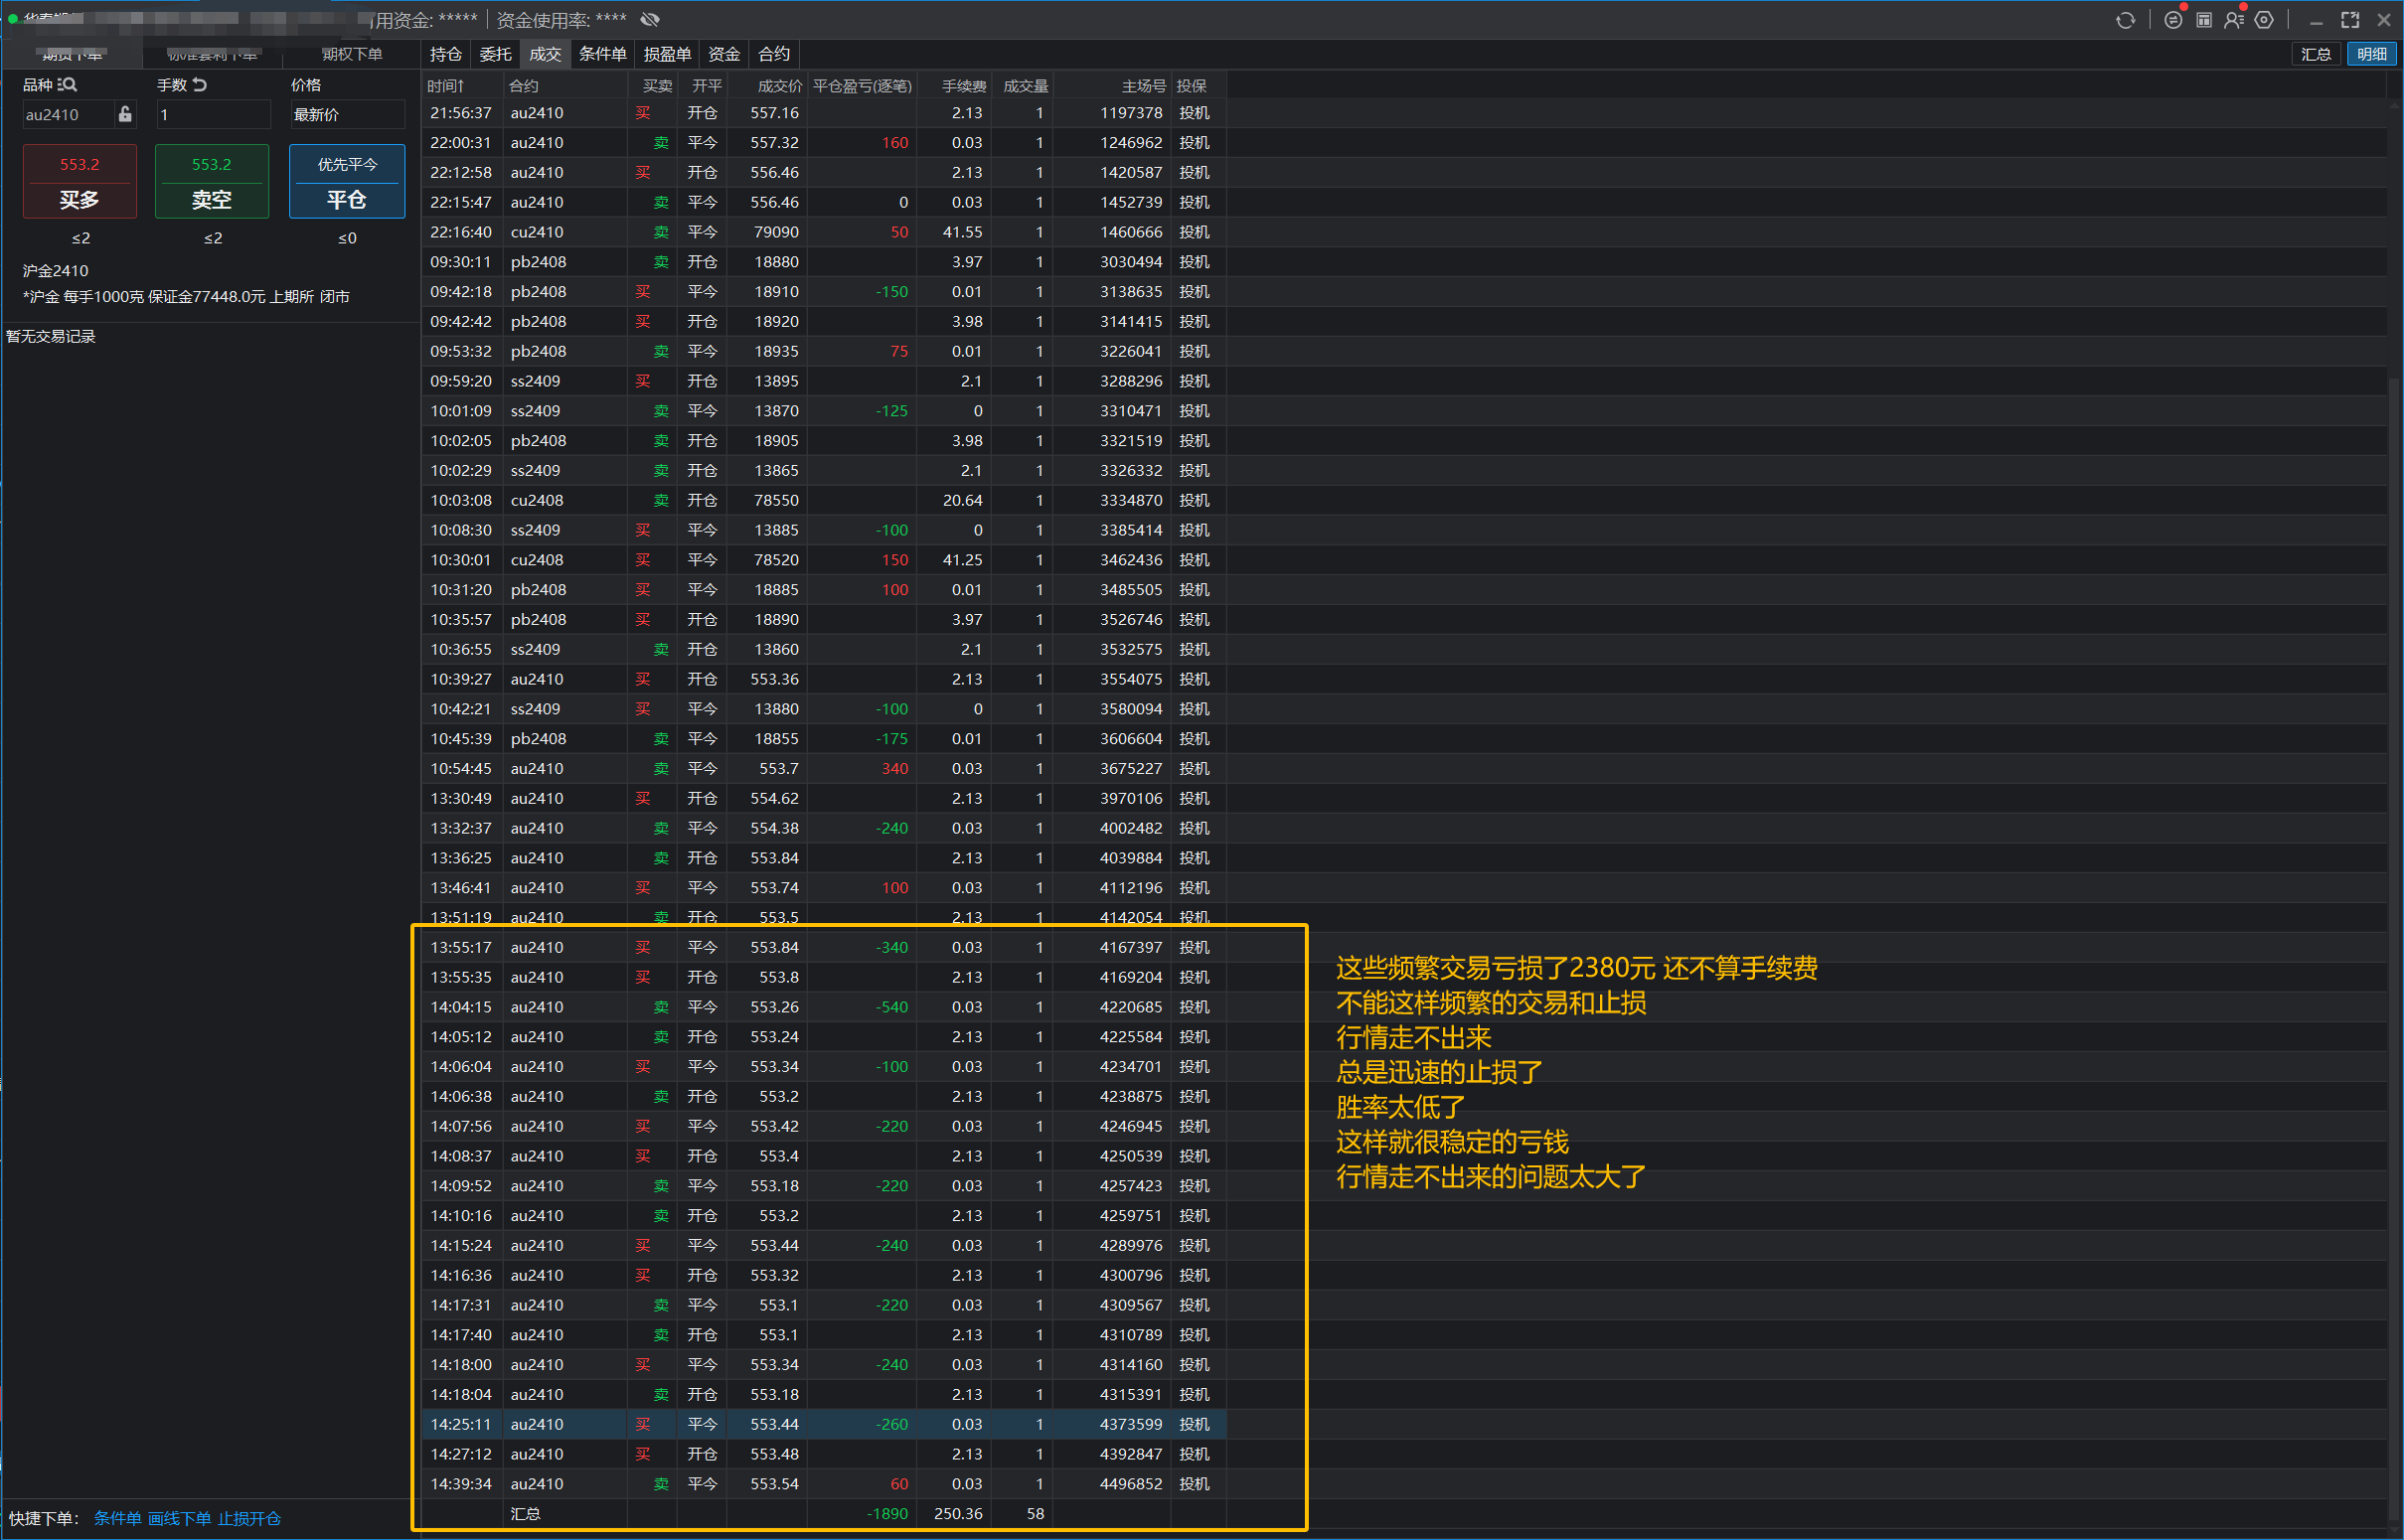 用资金: ***** 资金使用率: ****
期权下单 持仓 委托 成交 条件单 损盈单 资金 合约 汇总 明细
品种 手数 价格
au2410 1 最新价
553.2 553.2 优先平今
买多 卖空 平仓
≤2 ≤2 ≤0
沪金2410
*沪金 每手1000克 保证金77448.0元 上期所 闭市
暂无交易记录
时间↑ 合约 买卖 开平 成交价 平仓盈亏(逐笔) 手续费 成交量 主场号 投保
21:56:37 au2410 买 开仓 557.16 2.13 1 1197378 投机
22:00:31 au2410 卖 平今 557.32 160 0.03 1 1246962 投机
22:12:58 au2410 买 开仓 556.46 2.13 1 1420587 投机
22:15:47 au2410 卖 平今 556.46 0 0.03 1 1452739 投机
22:16:40 cu2410 卖 平今 79090 50 41.55 1 1460666 投机
09:30:11 pb2408 卖 开仓 18880 3.97 1 3030494 投机
09:42:18 pb2408 买 平今 18910 -150 0.01 1 3138635 投机
09:42:42 pb2408 买 开仓 18920 3.98 1 3141415 投机
09:53:32 pb2408 卖 平今 18935 75 0.01 1 3226041 投机
09:59:20 ss2409 买 开仓 13895 2.1 1 3288296 投机
10:01:09 ss2409 卖 平今 13870 -125 0 1 3310471 投机
10:02:05 pb2408 卖 开仓 18905 3.98 1 3321519 投机
10:02:29 ss2409 卖 开仓 13865 2.1 1 3326332 投机
10:03:08 cu2408 卖 开仓 78550 20.64 1 3334870 投机
10:08:30 ss2409 买 平今 13885 -100 0 1 3385414 投机
10:30:01 cu2408 买 平今 78520 150 41.25 1 3462436 投机
10:31:20 pb2408 买 平今 18885 100 0.01 1 3485505 投机
10:35:57 pb2408 买 开仓 18890 3.97 1 3526746 投机
10:36:55 ss2409 卖 开仓 13860 2.1 1 3532575 投机
10:39:27 au2410 买 开仓 553.36 2.13 1 3554075 投机
10:42:21 ss2409 买 平今 13880 -100 0 1 3580094 投机
10:45:39 pb2408 卖 平今 18855 -175 0.01 1 3606604 投机
10:54:45 au2410 卖 平今 553.7 340 0.03 1 3675227 投机
13:30:49 au2410 买 开仓 554.62 2.13 1 3970106 投机
13:32:37 au2410 卖 平今 554.38 -240 0.03 1 4002482 投机
13:36:25 au2410 卖 开仓 553.84 2.13 1 4039884 投机
13:46:41 au2410 买 平今 553.74 100 0.03 1 4112196 投机
13:51:19 au2410 卖 开仓 553.5 2.13 1 4142054 投机
13:55:17 au2410 买 平今 553.84 -340 0.03 1 4167397 投机
13:55:35 au2410 买 开仓 553.8 2.13 1 4169204 投机
14:04:15 au2410 卖 平今 553.26 -540 0.03 1 4220685 投机
14:05:12 au2410 卖 开仓 553.24 2.13 1 4225584 投机
14:06:04 au2410 买 平今 553.34 -100 0.03 1 4234701 投机
14:06:38 au2410 卖 开仓 553.2 2.13 1 4238875 投机
14:07:56 au2410 买 平今 553.42 -220 0.03 1 4246945 投机
14:08:37 au2410 买 开仓 553.4 2.13 1 4250539 投机
14:09:52 au2410 卖 平今 553.18 -220 0.03 1 4257423 投机
14:10:16 au2410 卖 开仓 553.2 2.13 1 4259751 投机
14:15:24 au2410 买 平今 553.44 -240 0.03 1 4289976 投机
14:16:36 au2410 买 开仓 553.32 2.13 1 4300796 投机
14:17:31 au2410 卖 平今 553.1 -220 0.03 1 4309567 投机
14:17:40 au2410 卖 开仓 553.1 2.13 1 4310789 投机
14:18:00 au2410 买 平今 553.34 -240 0.03 1 4314160 投机
14:18:04 au2410 卖 开仓 553.18 2.13 1 4315391 投机
14:25:11 au2410 买 平今 553.44 -260 0.03 1 4373599 投机
14:27:12 au2410 买 开仓 553.48 2.13 1 4392847 投机
14:39:34 au2410 卖 平今 553.54 60 0.03 1 4496852 投机
汇总 -1890 250.36 58
这些频繁交易亏损了2380元 还不算手续费
不能这样频繁的交易和止损
行情走不出来
总是迅速的止损了
胜率太低了
这样就很稳定的亏钱
行情走不出来的问题太大了
快捷下单: 条件单 画线下单 止损开仓